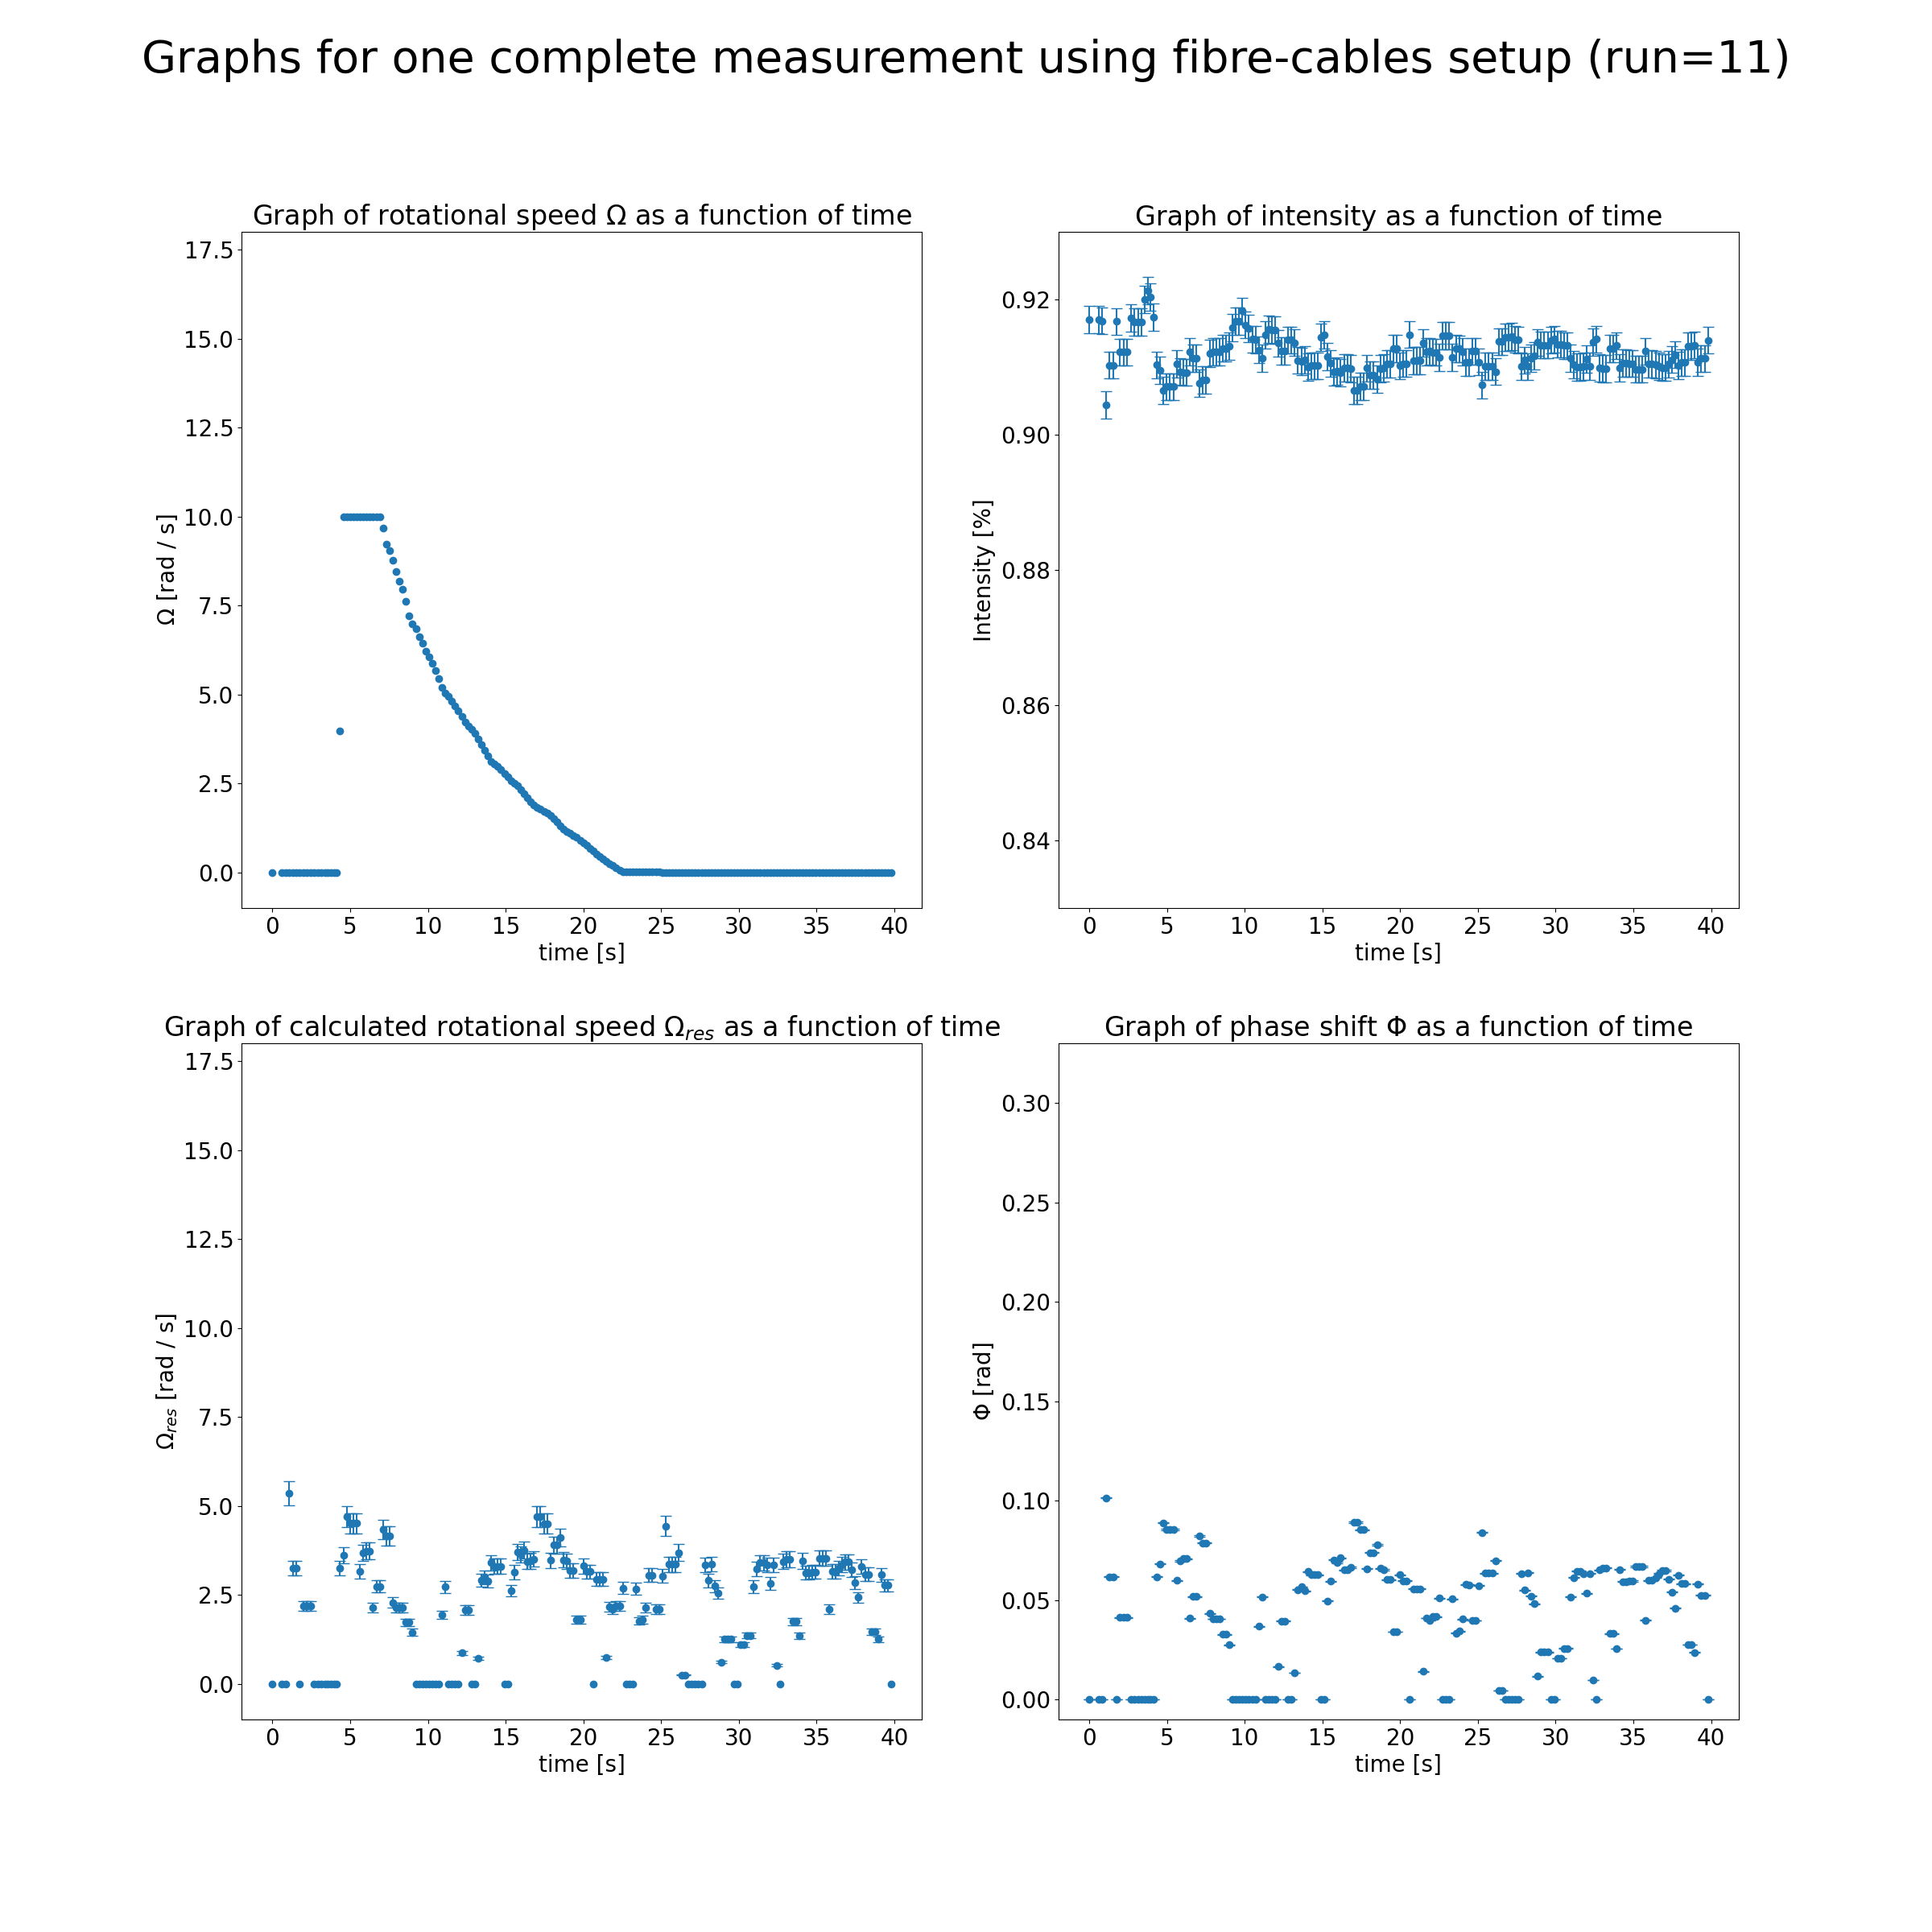 Graphs for one complete measurement using fibre-cables setup (run=11)
Graph of rotational speed Ω as a function of time
17.5
15.0
12.5
10.0
7.5
5.0
2.5
0.0
Ω [rad / s]
0 5 10 15 20 25 30 35 40
time [s]
Graph of intensity as a function of time
0.92
0.90
0.88
0.86
0.84
Intensity [%]
0 5 10 15 20 25 30 35 40
time [s]
Graph of calculated rotational speed Ω_res as a function of time
17.5
15.0
12.5
10.0
7.5
5.0
2.5
0.0
Ω_res [rad / s]
0 5 10 15 20 25 30 35 40
time [s]
Graph of phase shift Φ as a function of time
0.30
0.25
0.20
0.15
0.10
0.05
0.00
Φ [rad]
0 5 10 15 20 25 30 35 40
time [s]